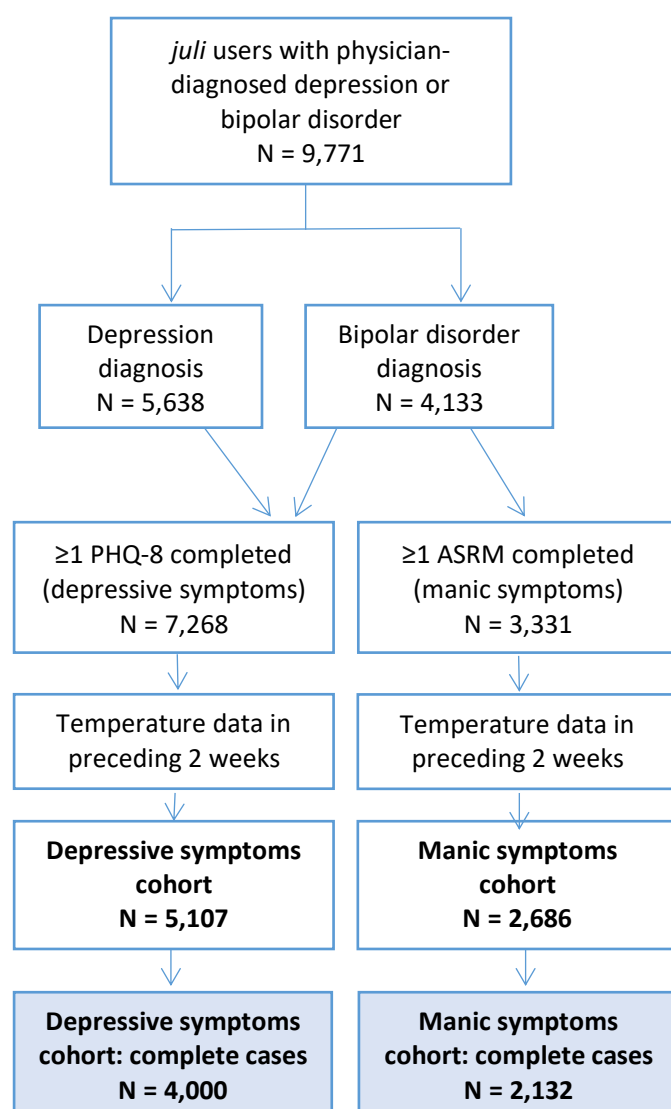 juli users with physician-
diagnosed depression or
bipolar disorder
N = 9,771
Depression
diagnosis
N = 5,638
Bipolar disorder
diagnosis
N = 4,133
≥1 PHQ-8 completed
(depressive symptoms)
N = 7,268
≥1 ASRM completed
(manic symptoms)
N = 3,331
Temperature data in
preceding 2 weeks
Temperature data in
preceding 2 weeks
Depressive symptoms
cohort
N = 5,107
Manic symptoms
cohort
N = 2,686
Depressive symptoms
cohort: complete cases
N = 4,000
Manic symptoms
cohort: complete cases
N = 2,132